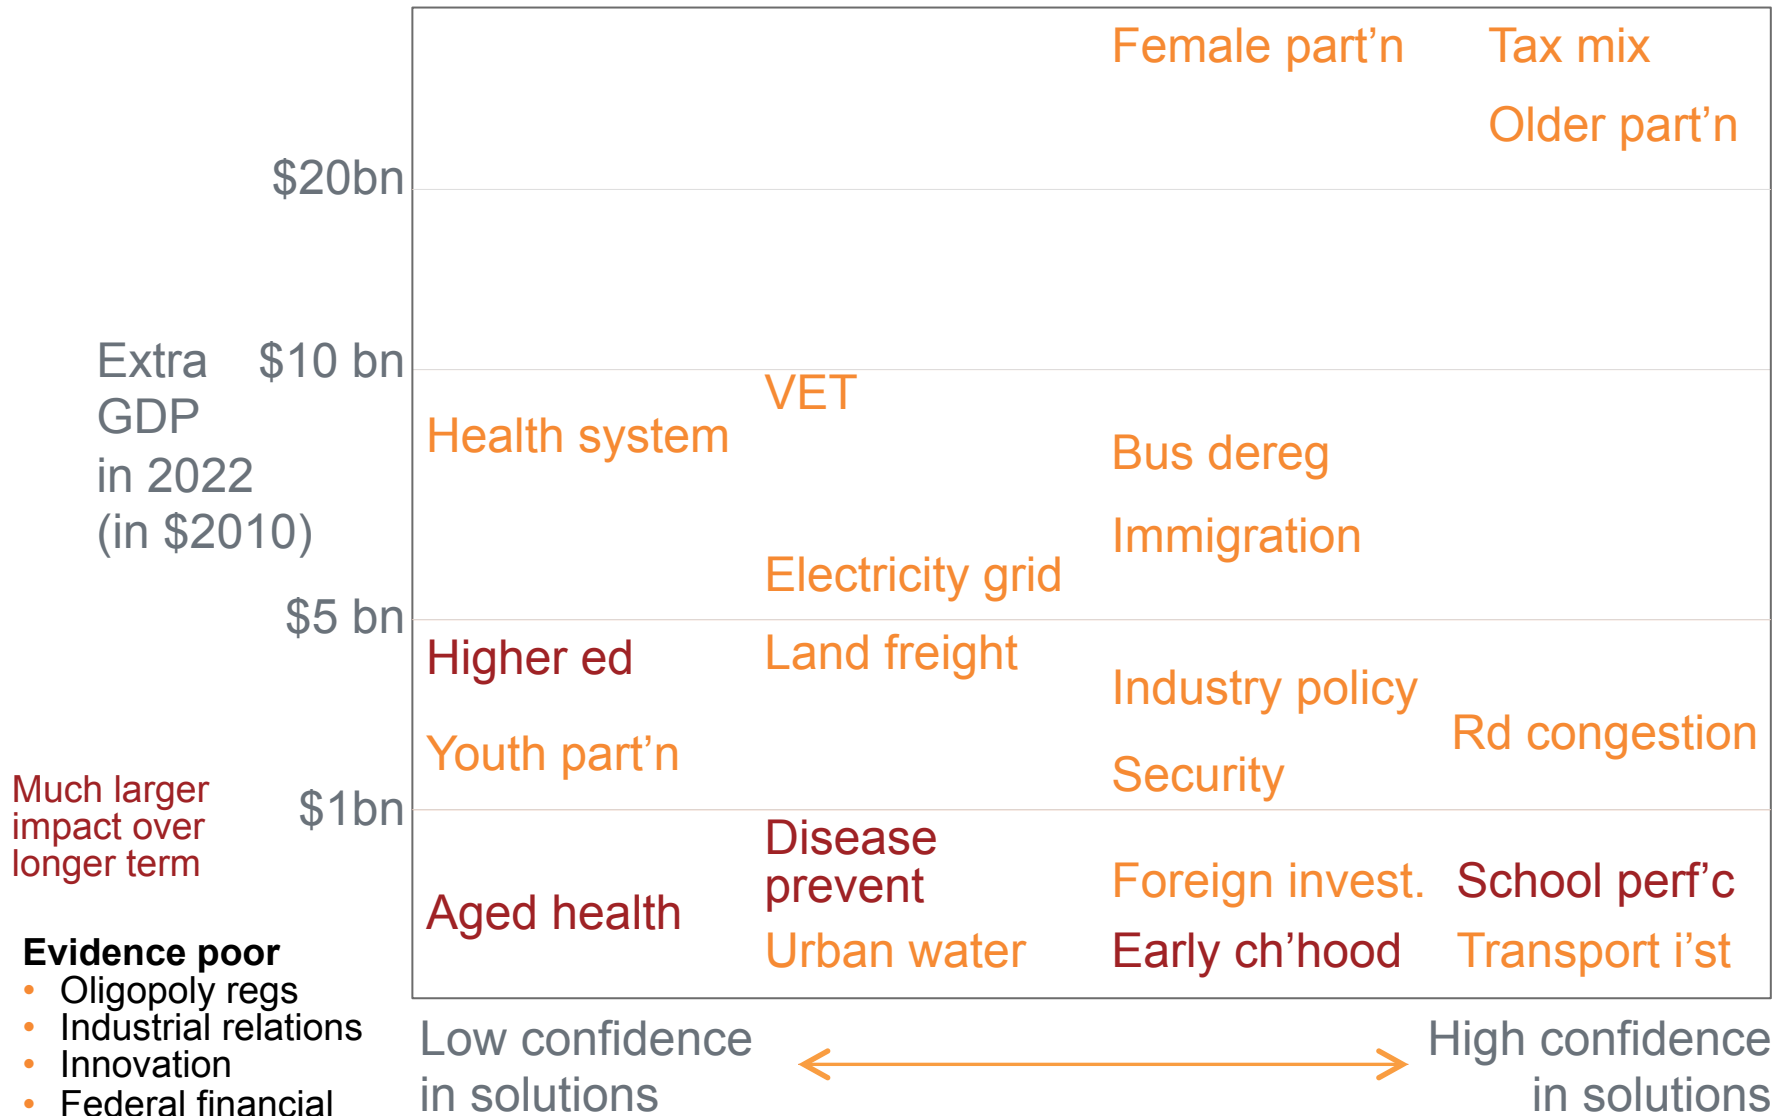 Female part’n
Tax mix
Older part’n
$20bn
Extra
GDP
in 2022
(in $2010)
$10 bn
VET
Health system
Bus dereg
Immigration
Electricity grid
$5 bn
Higher ed
Land freight
Industry policy
Rd congestion
Youth part’n
Security
Much larger
impact over
longer term
$1bn
Disease
prevent
Foreign invest.
School perf’c
Aged health
Urban water
Early ch’hood
Transport i’st
Evidence poor
• Oligopoly regs
• Industrial relations
• Innovation
• Federal financial
Low confidence
in solutions
High confidence
in solutions